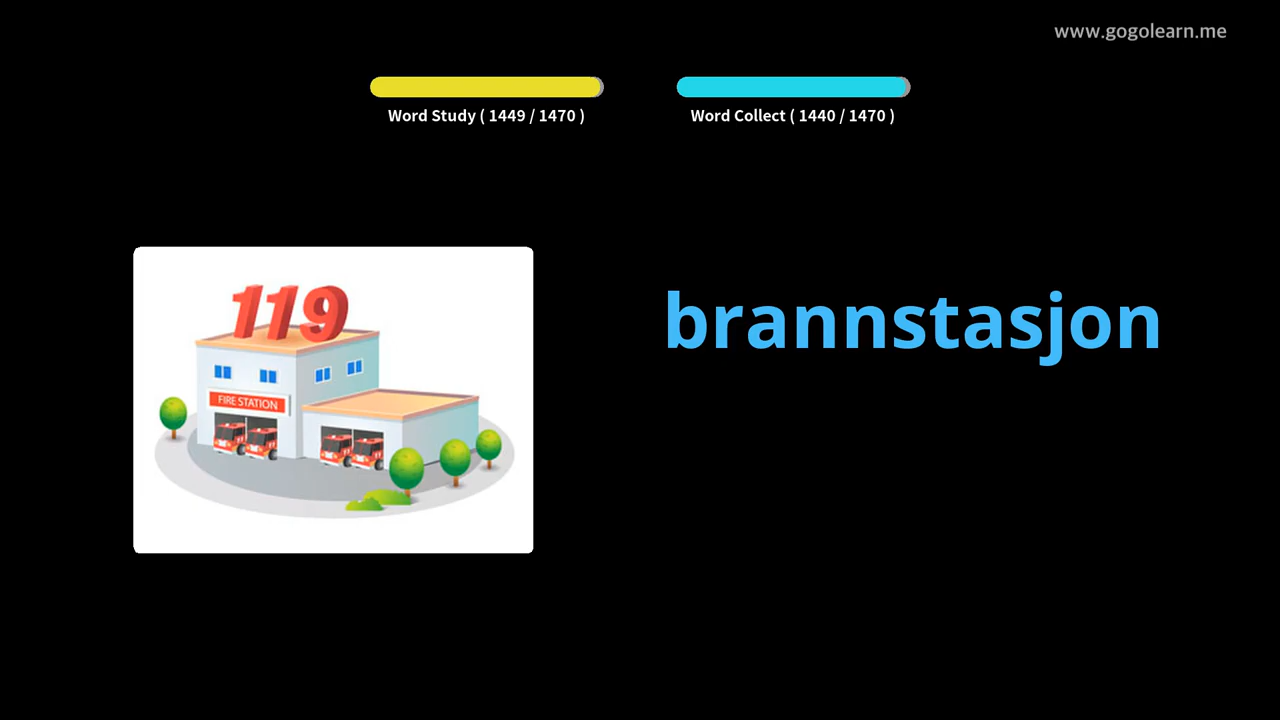 www.gogolearn.me
Word Study ( 1449 / 1470 )
Word Collect ( 1440 / 1470 )
119
FIRE STATION
brannstasjon